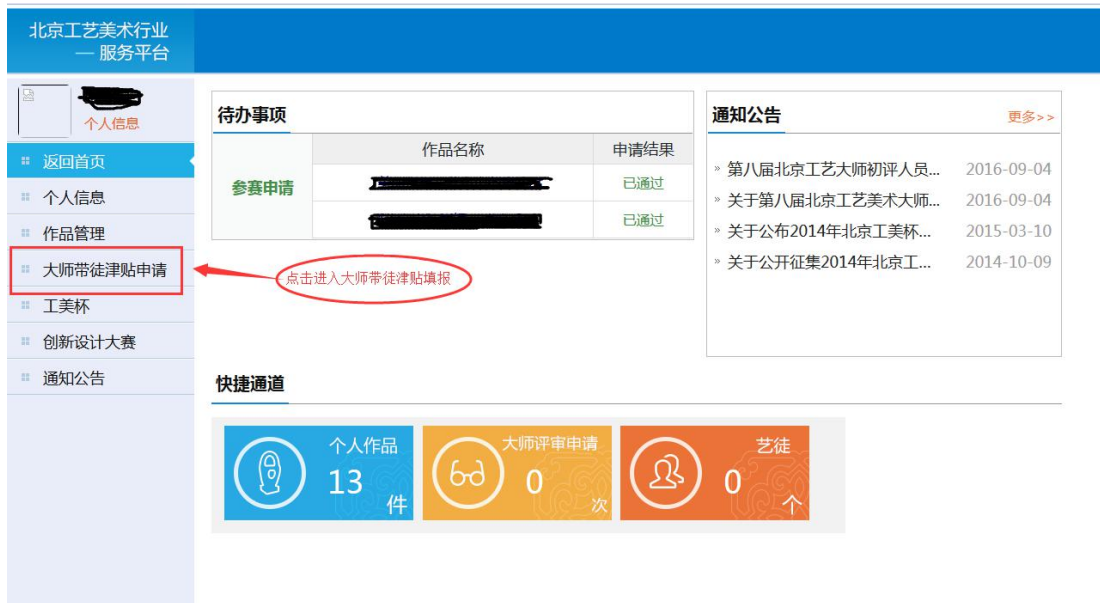 北京工艺美术行业
— 服务平台
个人信息
返回首页
个人信息
作品管理
大师带徒津贴申请
工美杯
创新设计大赛
通知公告
待办事项
作品名称 申请结果
参赛申请
已通过
已通过
点击进入大师带徒津贴填报
通知公告 更多>>
» 第八届北京工艺大师初评人员... 2016-09-04
» 关于第八届北京工艺美术大师... 2016-09-04
» 关于公布2014年北京工美杯... 2015-03-10
» 关于公开征集2014年北京工... 2014-10-09
快捷通道
个人作品
13
件
大师评审申请
0
次
艺徒
0
个